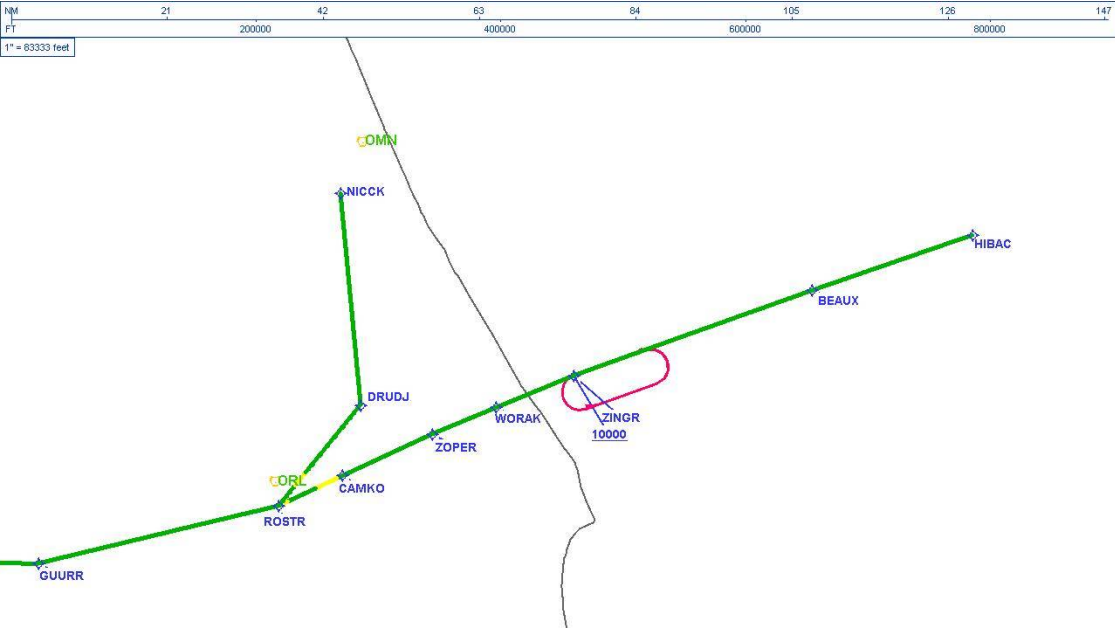 NM 21 42 63 84 105 126 147
FT 200000 400000 600000 800000
1" = 83333 feet
OMN
NICCK
HIBAC
BEAUX
DRUDJ
WORAK
ZINGR
10000
ZOPER
ORL
CAMKO
ROSTR
GUURR